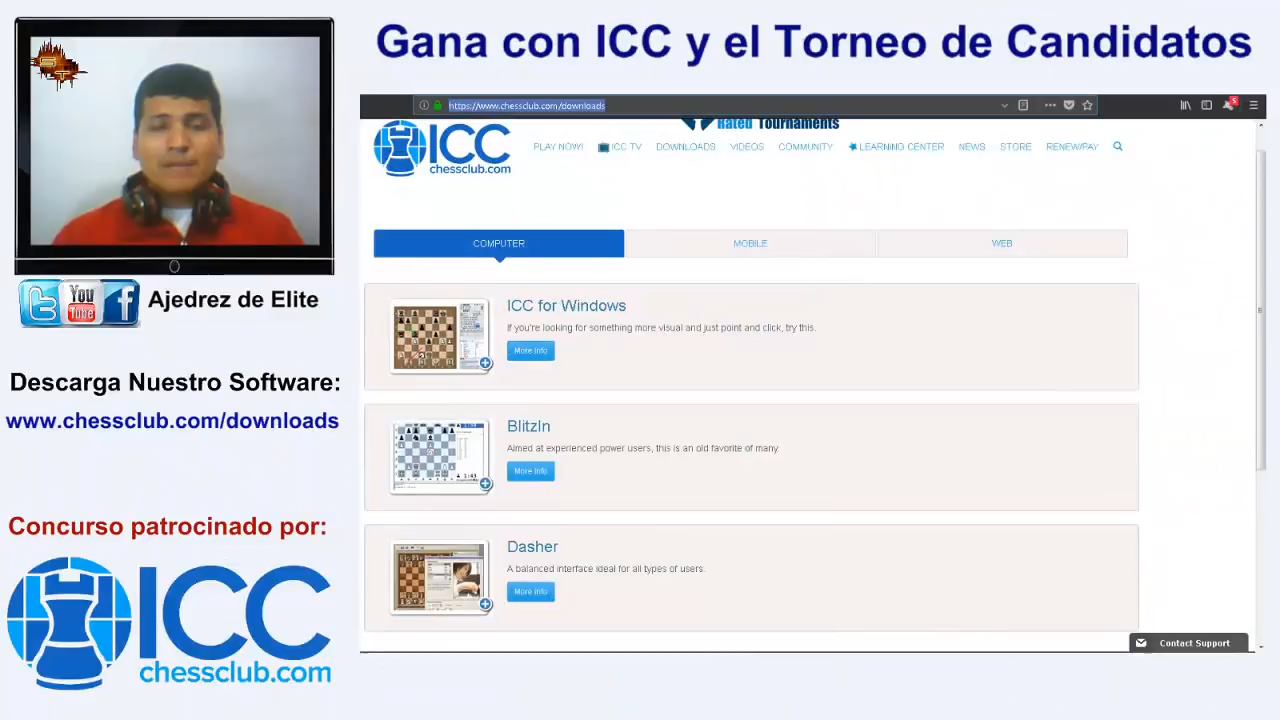 Gana con ICC y el Torneo de Candidatos
ST
https://www.chessclub.com/downloads
5
Rated Tournaments
ICC
chessclub.com
PLAY NOW!
ICC TV
DOWNLOADS
VIDEOS
COMMUNITY
LEARNING CENTER
NEWS
STORE
RENEW/PAY
COMPUTER
MOBILE
WEB
ICC for Windows
If you're looking for something more visual and just point and click, try this.
More Info
BlitzIn
Aimed at experienced power users, this is an old favorite of many
More Info
Dasher
A balanced interface ideal for all types of users.
More Info
Contact Support
You
Tube
Ajedrez de Elite
Descarga Nuestro Software:
www.chessclub.com/downloads
Concurso patrocinado por:
ICC
chessclub.com